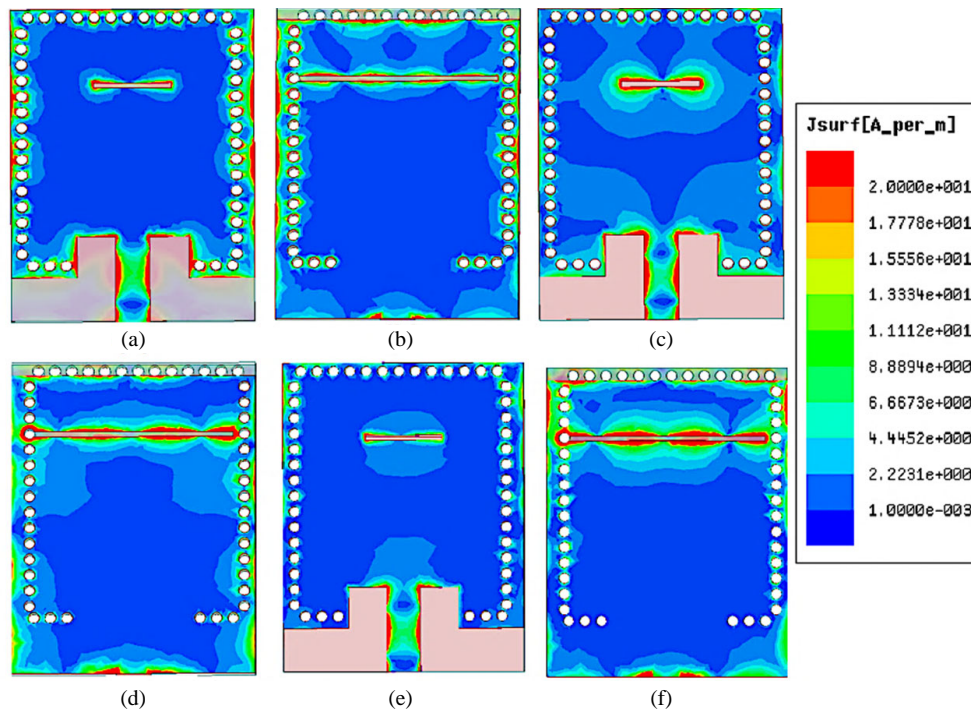 (a)
(b)
(c)
(d)
(e)
(f)
Jsurf[A_per_m]
2.0000e+001
1.7778e+001
1.5556e+001
1.3334e+001
1.1112e+001
8.8894e+000
6.6673e+000
4.4452e+000
2.2231e+000
1.0000e-003